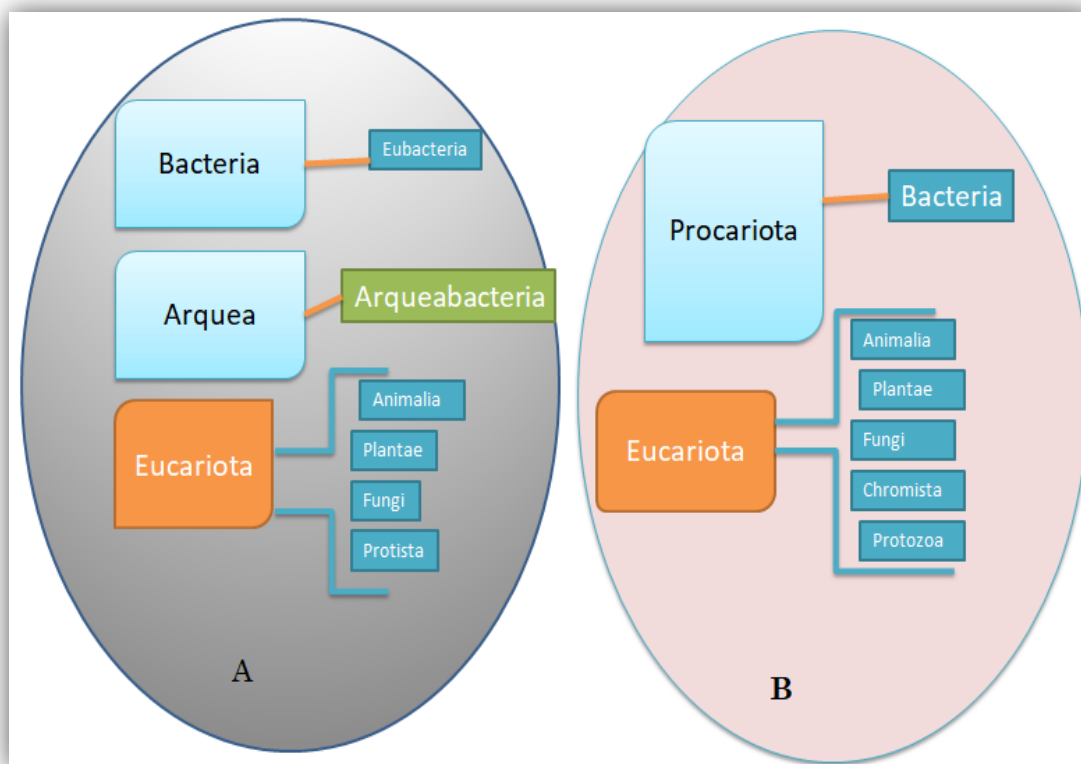 Bacteria
Eubacteria
Arquea
Arqueabacteria
Eucariota
Animalia
Plantae
Fungi
Protista
A
Procariota
Bacteria
Eucariota
Animalia
Plantae
Fungi
Chromista
Protozoa
B